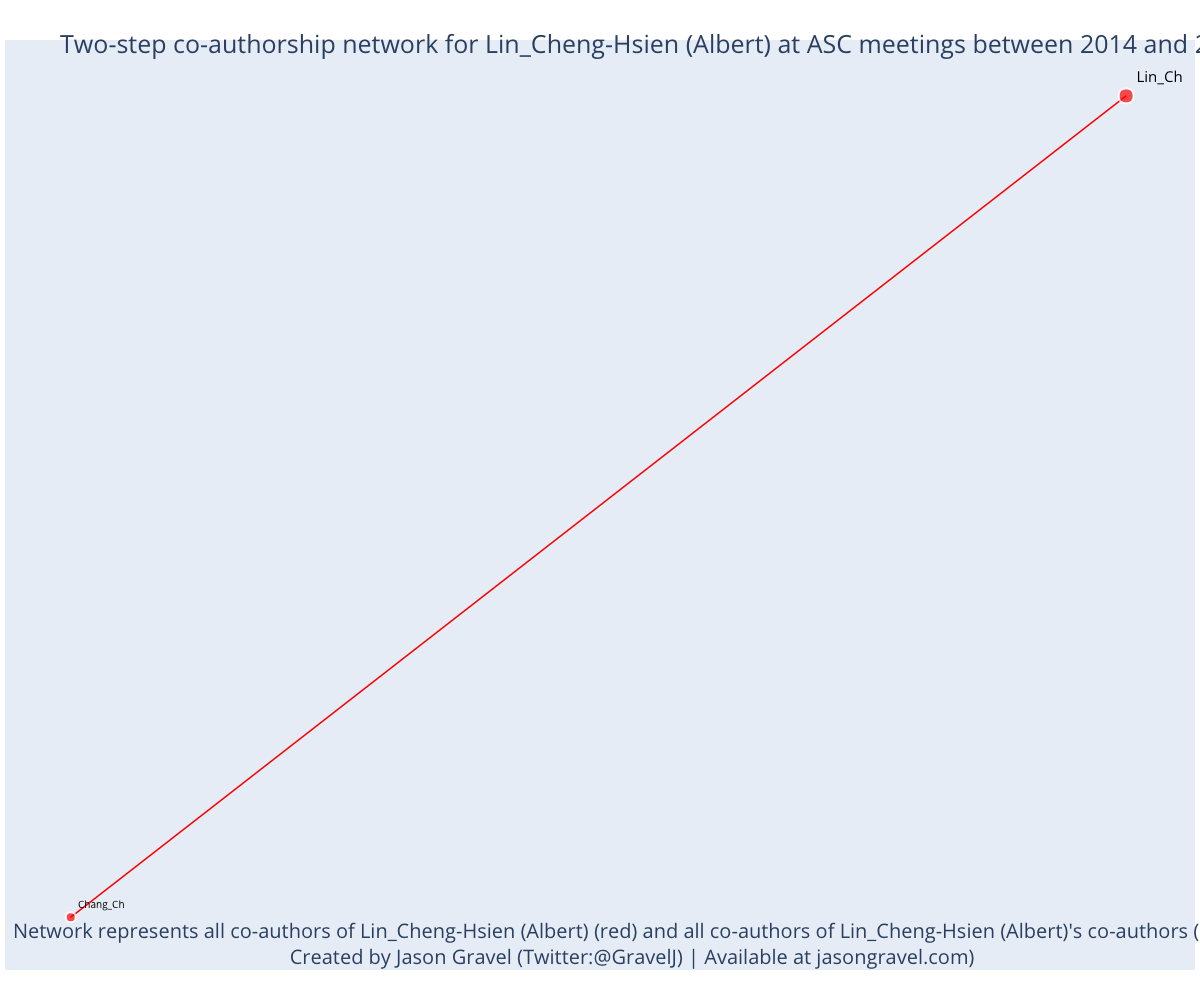 Two-step co-authorship network for Lin_Cheng-Hsien (Albert) at ASC meetings between 2014 and
Lin_Ch
Chang_Ch
Network represents all co-authors of Lin_Cheng-Hsien (Albert) (red) and all co-authors of Lin_Cheng-Hsien (Albert)'s co-authors (
Created by Jason Gravel (Twitter:@GravelJ) | Available at jasongravel.com)